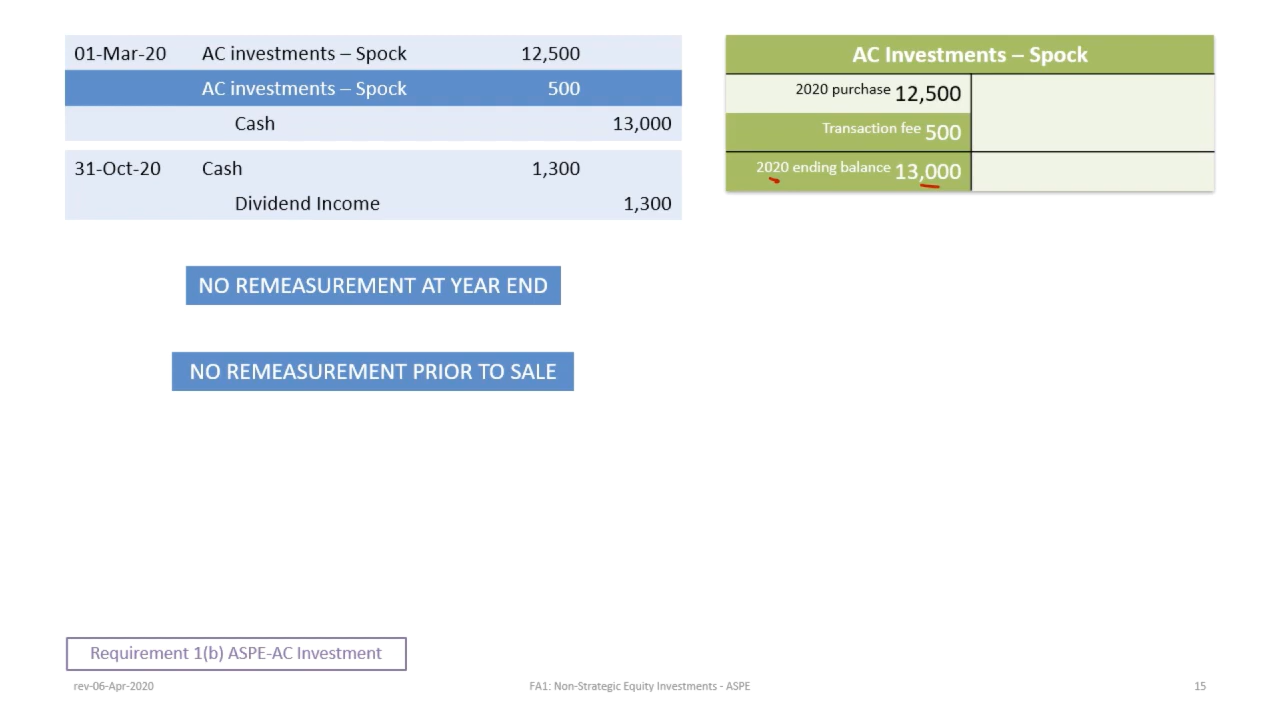 01-Mar-20 AC investments – Spock 12,500
AC investments – Spock 500
Cash 13,000
31-Oct-20 Cash 1,300
Dividend Income 1,300
NO REMEASUREMENT AT YEAR END
NO REMEASUREMENT PRIOR TO SALE
AC Investments – Spock
2020 purchase 12,500
Transaction fee 500
2020 ending balance 13,000
Requirement 1(b) ASPE-AC Investment
rev-06-Apr-2020 FA1: Non-Strategic Equity Investments - ASPE 15